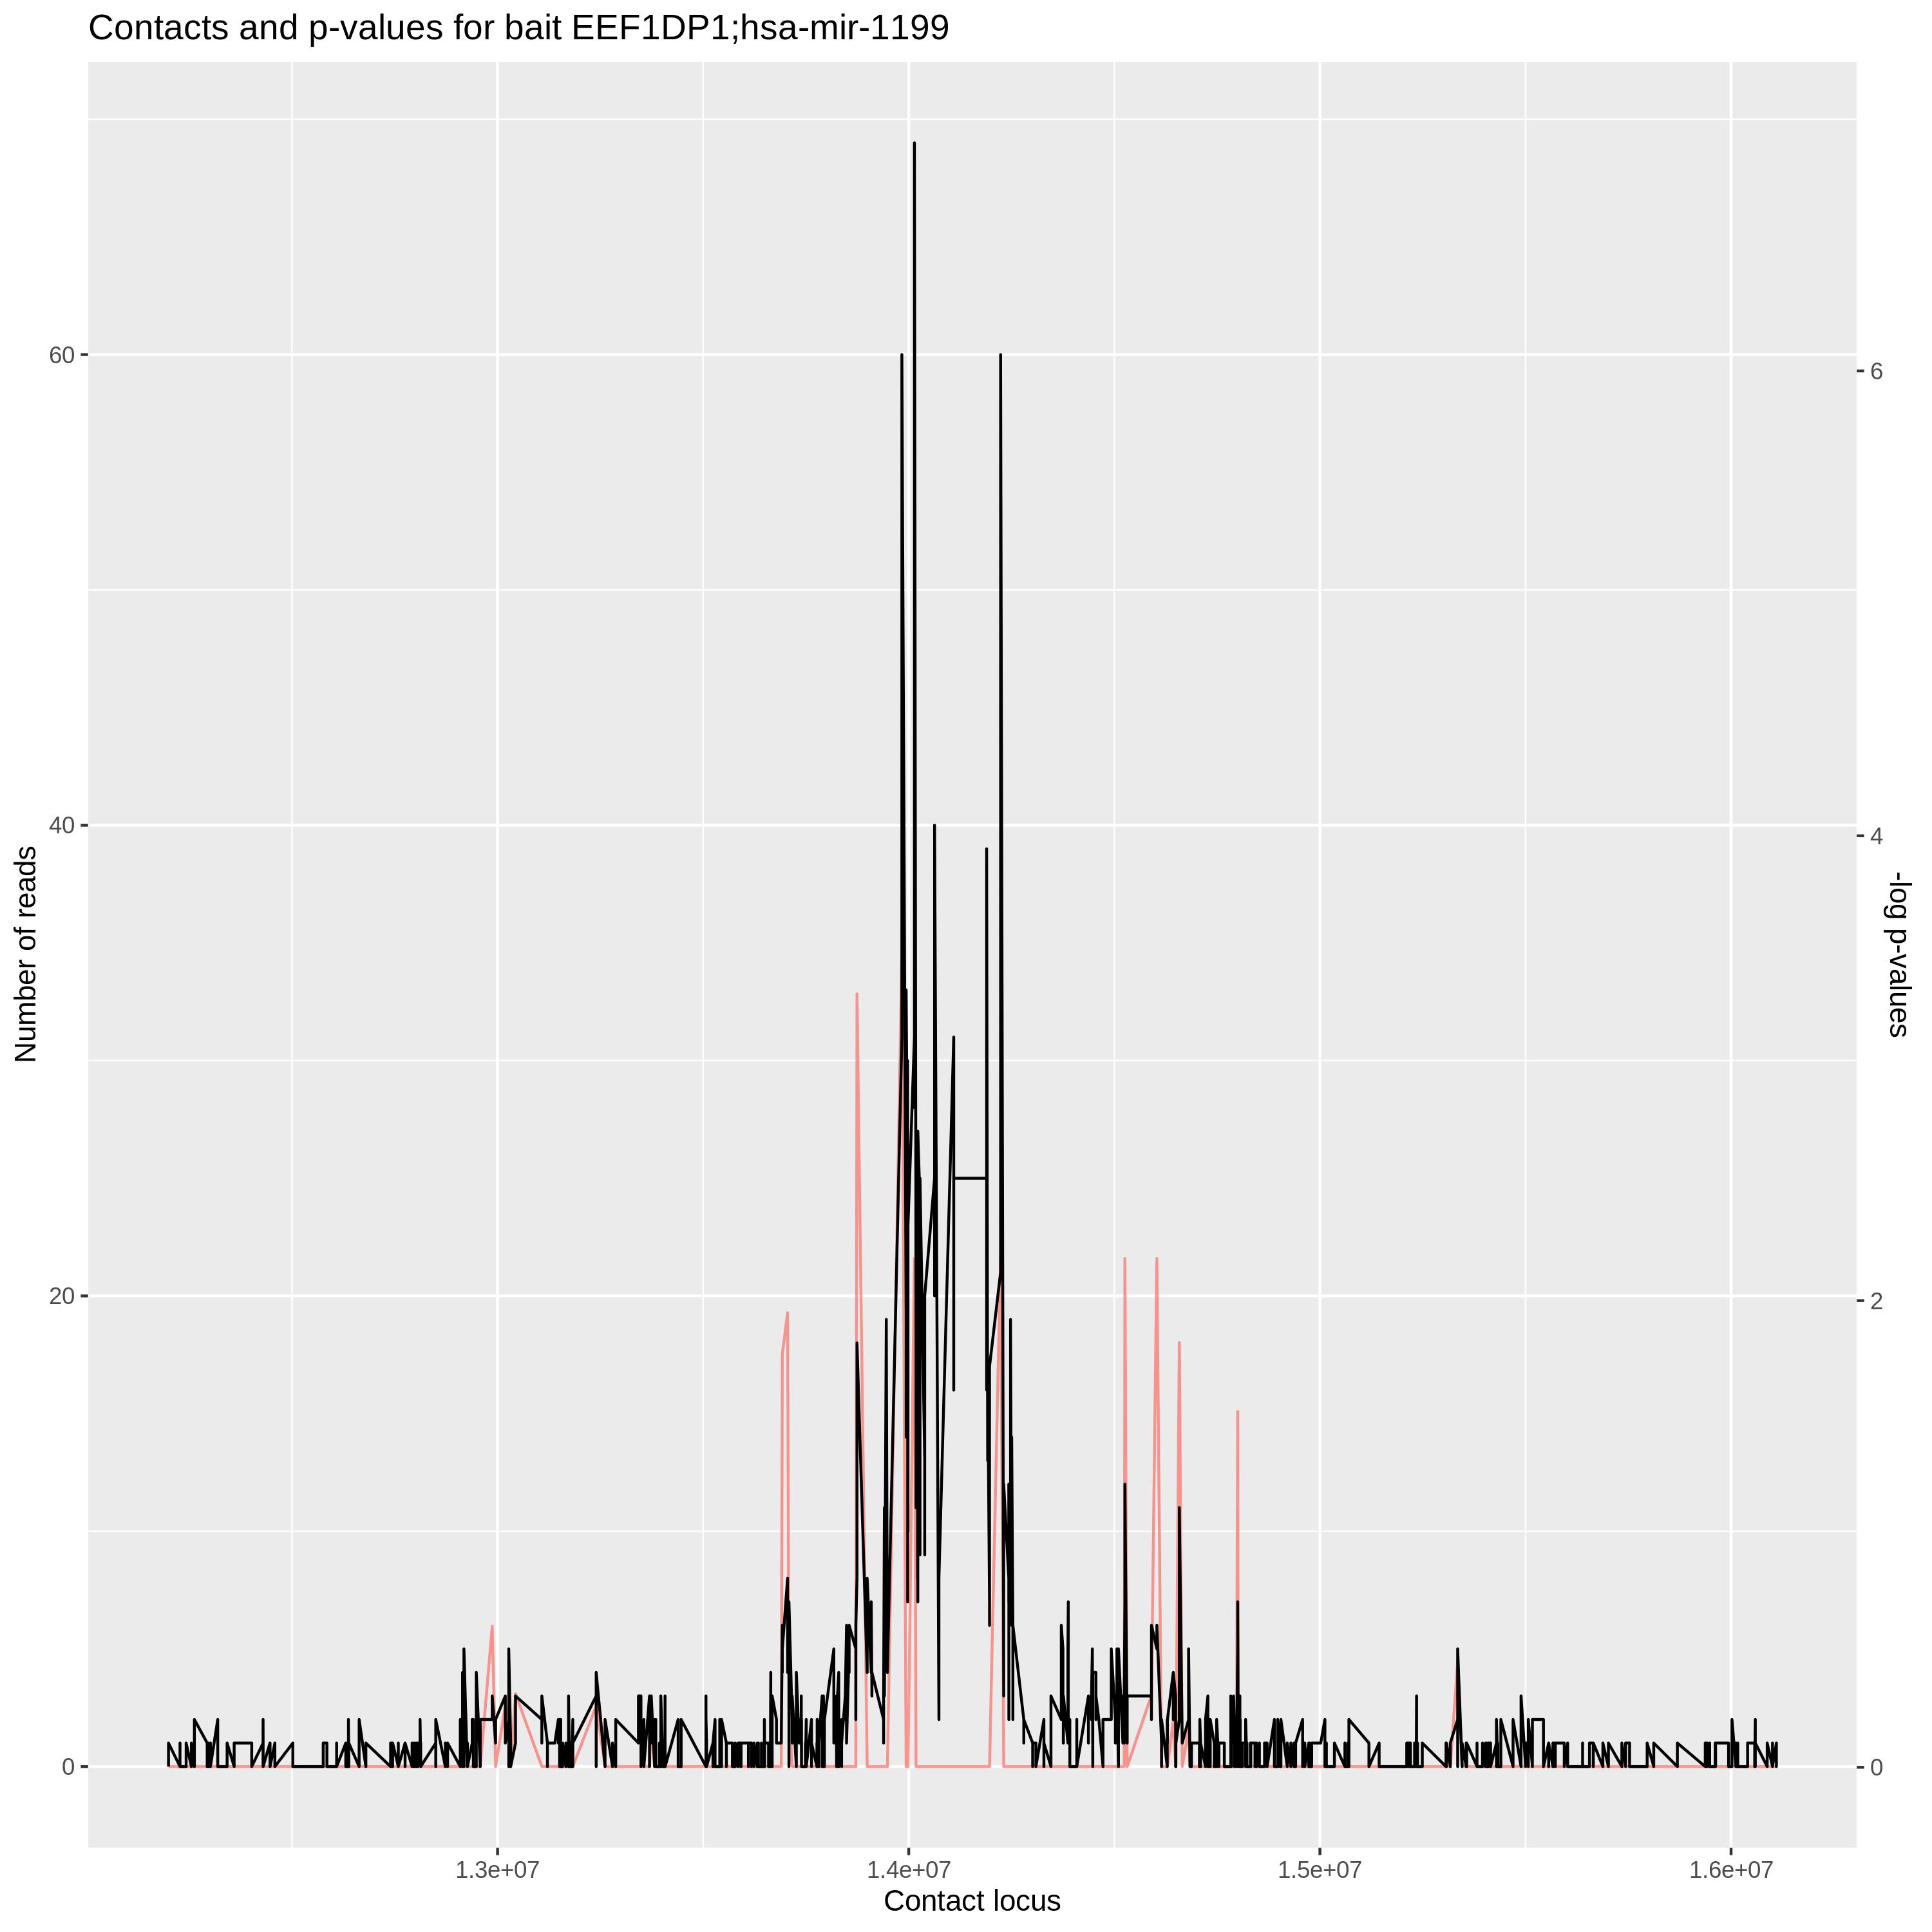 Contacts and p-values for bait EEF1DP1;hsa-mir-1199
60
40
20
0
Number of reads
6
4
2
0
-log p-values
1.3e+07
1.4e+07
1.5e+07
1.6e+07
Contact locus